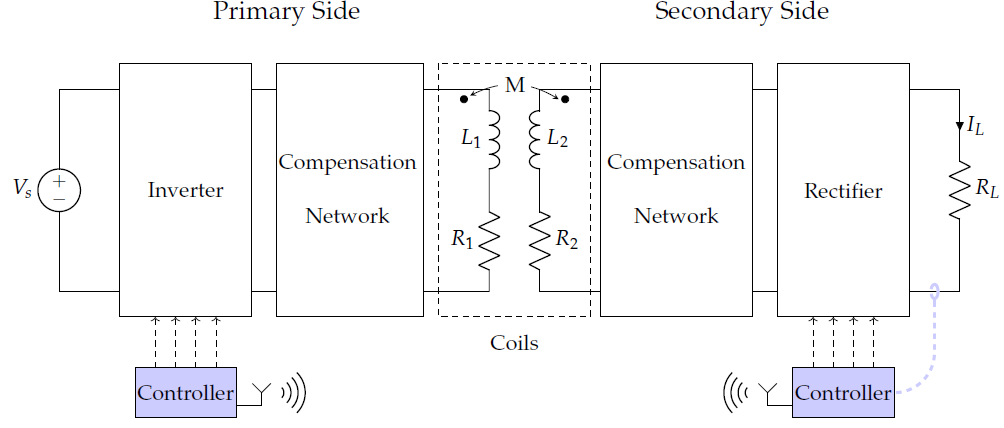 Primary Side
Secondary Side
M
L1
L2
IL
Vs
+
−
Inverter
Compensation
Network
Compensation
Network
Rectifier
RL
R1
R2
Coils
Controller
Controller